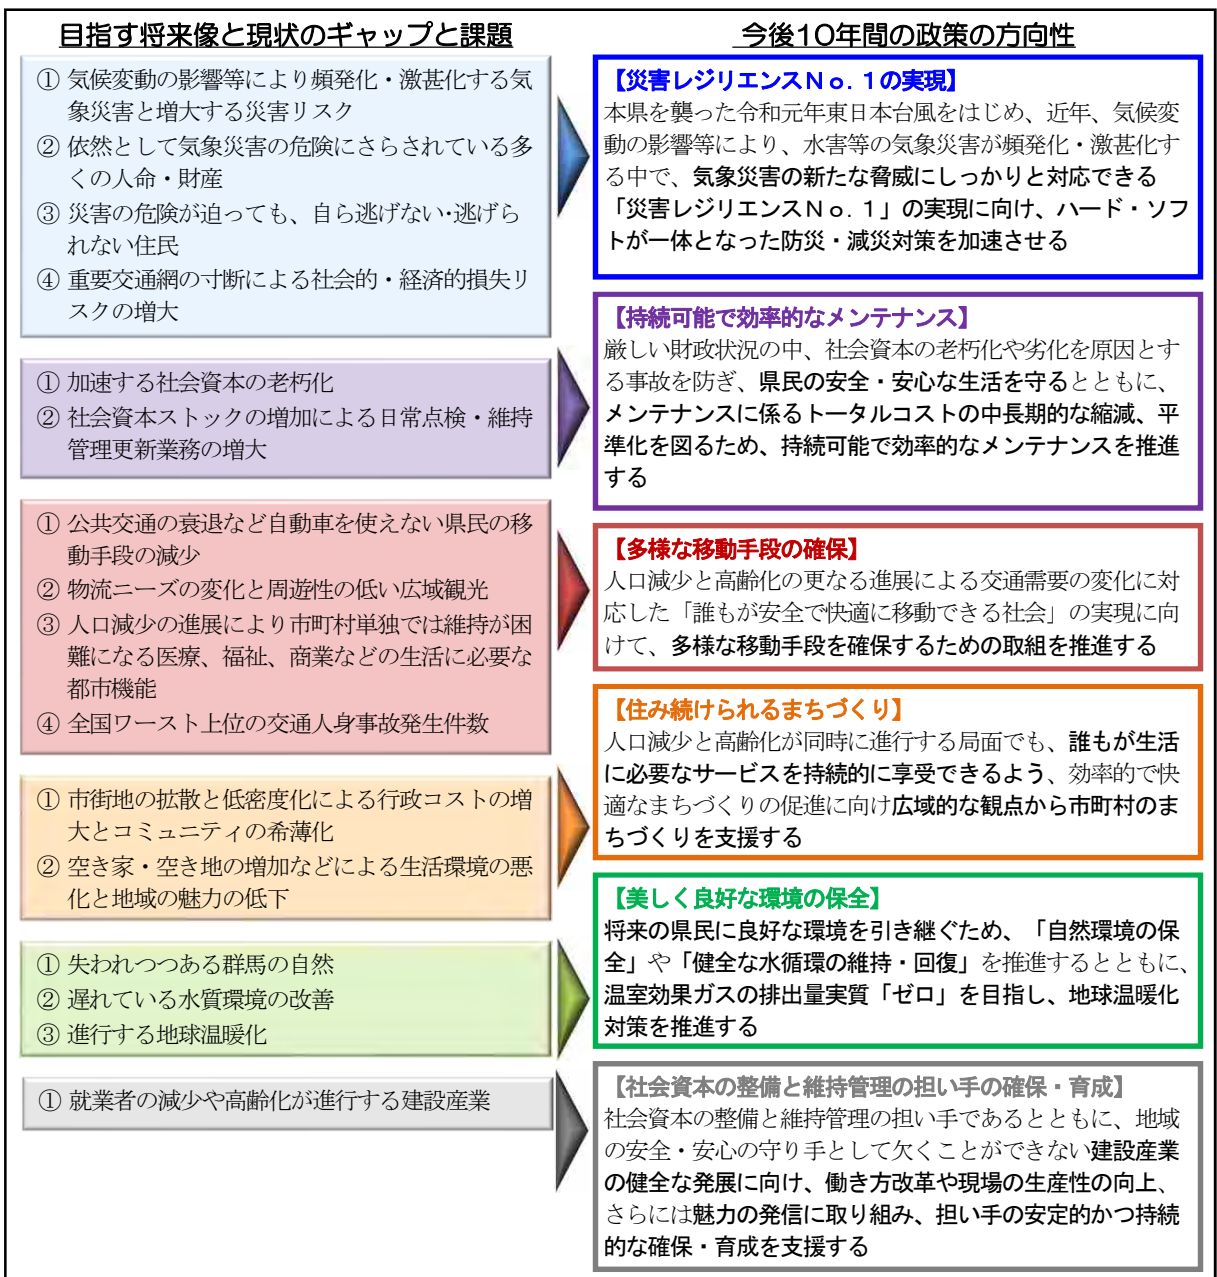 目指す将来像と現状のギャップと課題
① 気候変動の影響等により頻発化・激甚化する気
象災害と増大する災害リスク
② 依然として気象災害の危険にさらされている多
くの人命・財産
③ 災害の危険が迫っても、自ら逃げない・逃げら
れない住民
④ 重要交通網の寸断による社会的・経済的損失リ
スクの増大
① 加速する社会資本の老朽化
② 社会資本ストックの増加による日常点検・維持
管理更新業務の増大
① 公共交通の衰退など自動車を使えない県民の移
動手段の減少
② 物流ニーズの変化と周遊性の低い広域観光
③ 人口減少の進展により市町村単独では維持が困
難になる医療、福祉、商業などの生活に必要な
都市機能
④ 全国ワースト上位の交通人身事故発生件数
① 市街地の拡散と低密度化による行政コストの増
大とコミュニティの希薄化
② 空き家・空き地の増加などによる生活環境の悪
化と地域の魅力の低下
① 失われつつある群馬の自然
② 遅れている水質環境の改善
③ 進行する地球温暖化
① 就業者の減少や高齢化が進行する建設産業
今後10年間の政策の方向性
【災害レジリエンスNo.1の実現】
本県を襲った令和元年東日本台風をはじめ、近年、気候変
動の影響等により、水害等の気象災害が頻発化・激甚化す
る中で、気象災害の新たな脅威にしっかりと対応できる
「災害レジリエンスNo.1」の実現に向け、ハード・ソフ
トが一体となった防災・減災対策を加速させる
【持続可能で効率的なメンテナンス】
厳しい財政状況の中、社会資本の老朽化や劣化を原因とす
る事故を防ぎ、県民の安全・安心な生活を守るとともに、
メンテナンスに係るトータルコストの中長期的な縮減、平
準化を図るため、持続可能で効率的なメンテナンスを推進
する
【多様な移動手段の確保】
人口減少と高齢化の更なる進展による交通需要の変化に対
応した「誰もが安全で快適に移動できる社会」の実現に向
けて、多様な移動手段を確保するための取組を推進する
【住み続けられるまちづくり】
人口減少と高齢化が同時に進行する局面でも、誰もが生活
に必要なサービスを持続的に享受できるよう、効率的で快
適なまちづくりの促進に向け広域的な観点から市町村のま
ちづくりを支援する
【美しく良好な環境の保全】
将来の県民に良好な環境を引き継ぐため、「自然環境の保
全」や「健全な水循環の維持・回復」を推進するとともに、
温室効果ガスの排出量実質「ゼロ」を目指し、地球温暖化
対策を推進する
【社会資本の整備と維持管理の担い手の確保・育成】
社会資本の整備と維持管理の担い手であるとともに、地域
の安全・安心の守り手として欠くことができない建設産業
の健全な発展に向け、働き方改革や現場の生産性の向上、
さらには魅力の発信に取り組み、担い手の安定的かつ持続
的な確保・育成を支援する